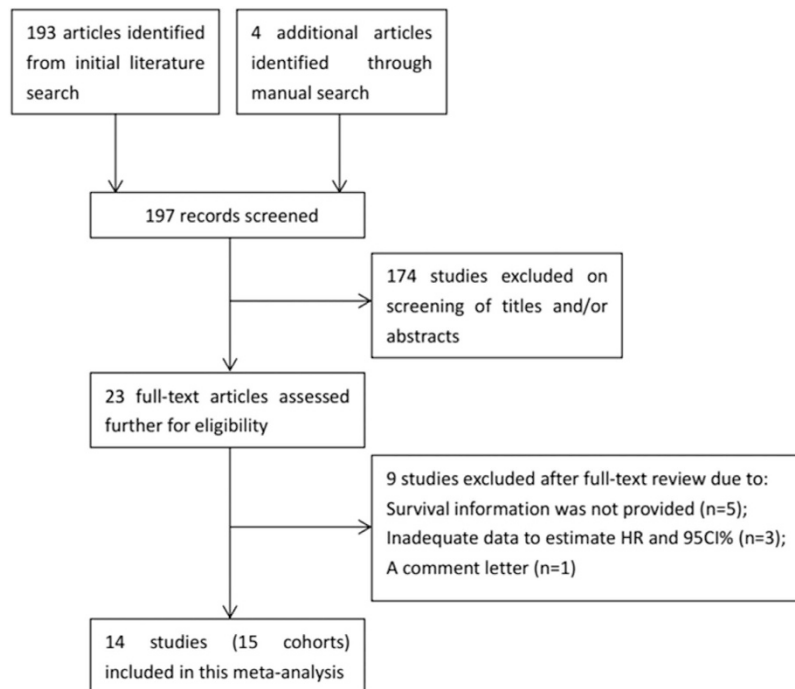 193 articles identified
from initial literature
search
4 additional articles
identified through
manual search
197 records screened
174 studies excluded on
screening of titles and/or
abstracts
23 full-text articles assessed
further for eligibility
9 studies excluded after full-text review due to:
Survival information was not provided (n=5);
Inadequate data to estimate HR and 95CI% (n=3);
A comment letter (n=1)
14 studies (15 cohorts)
included in this meta-analysis